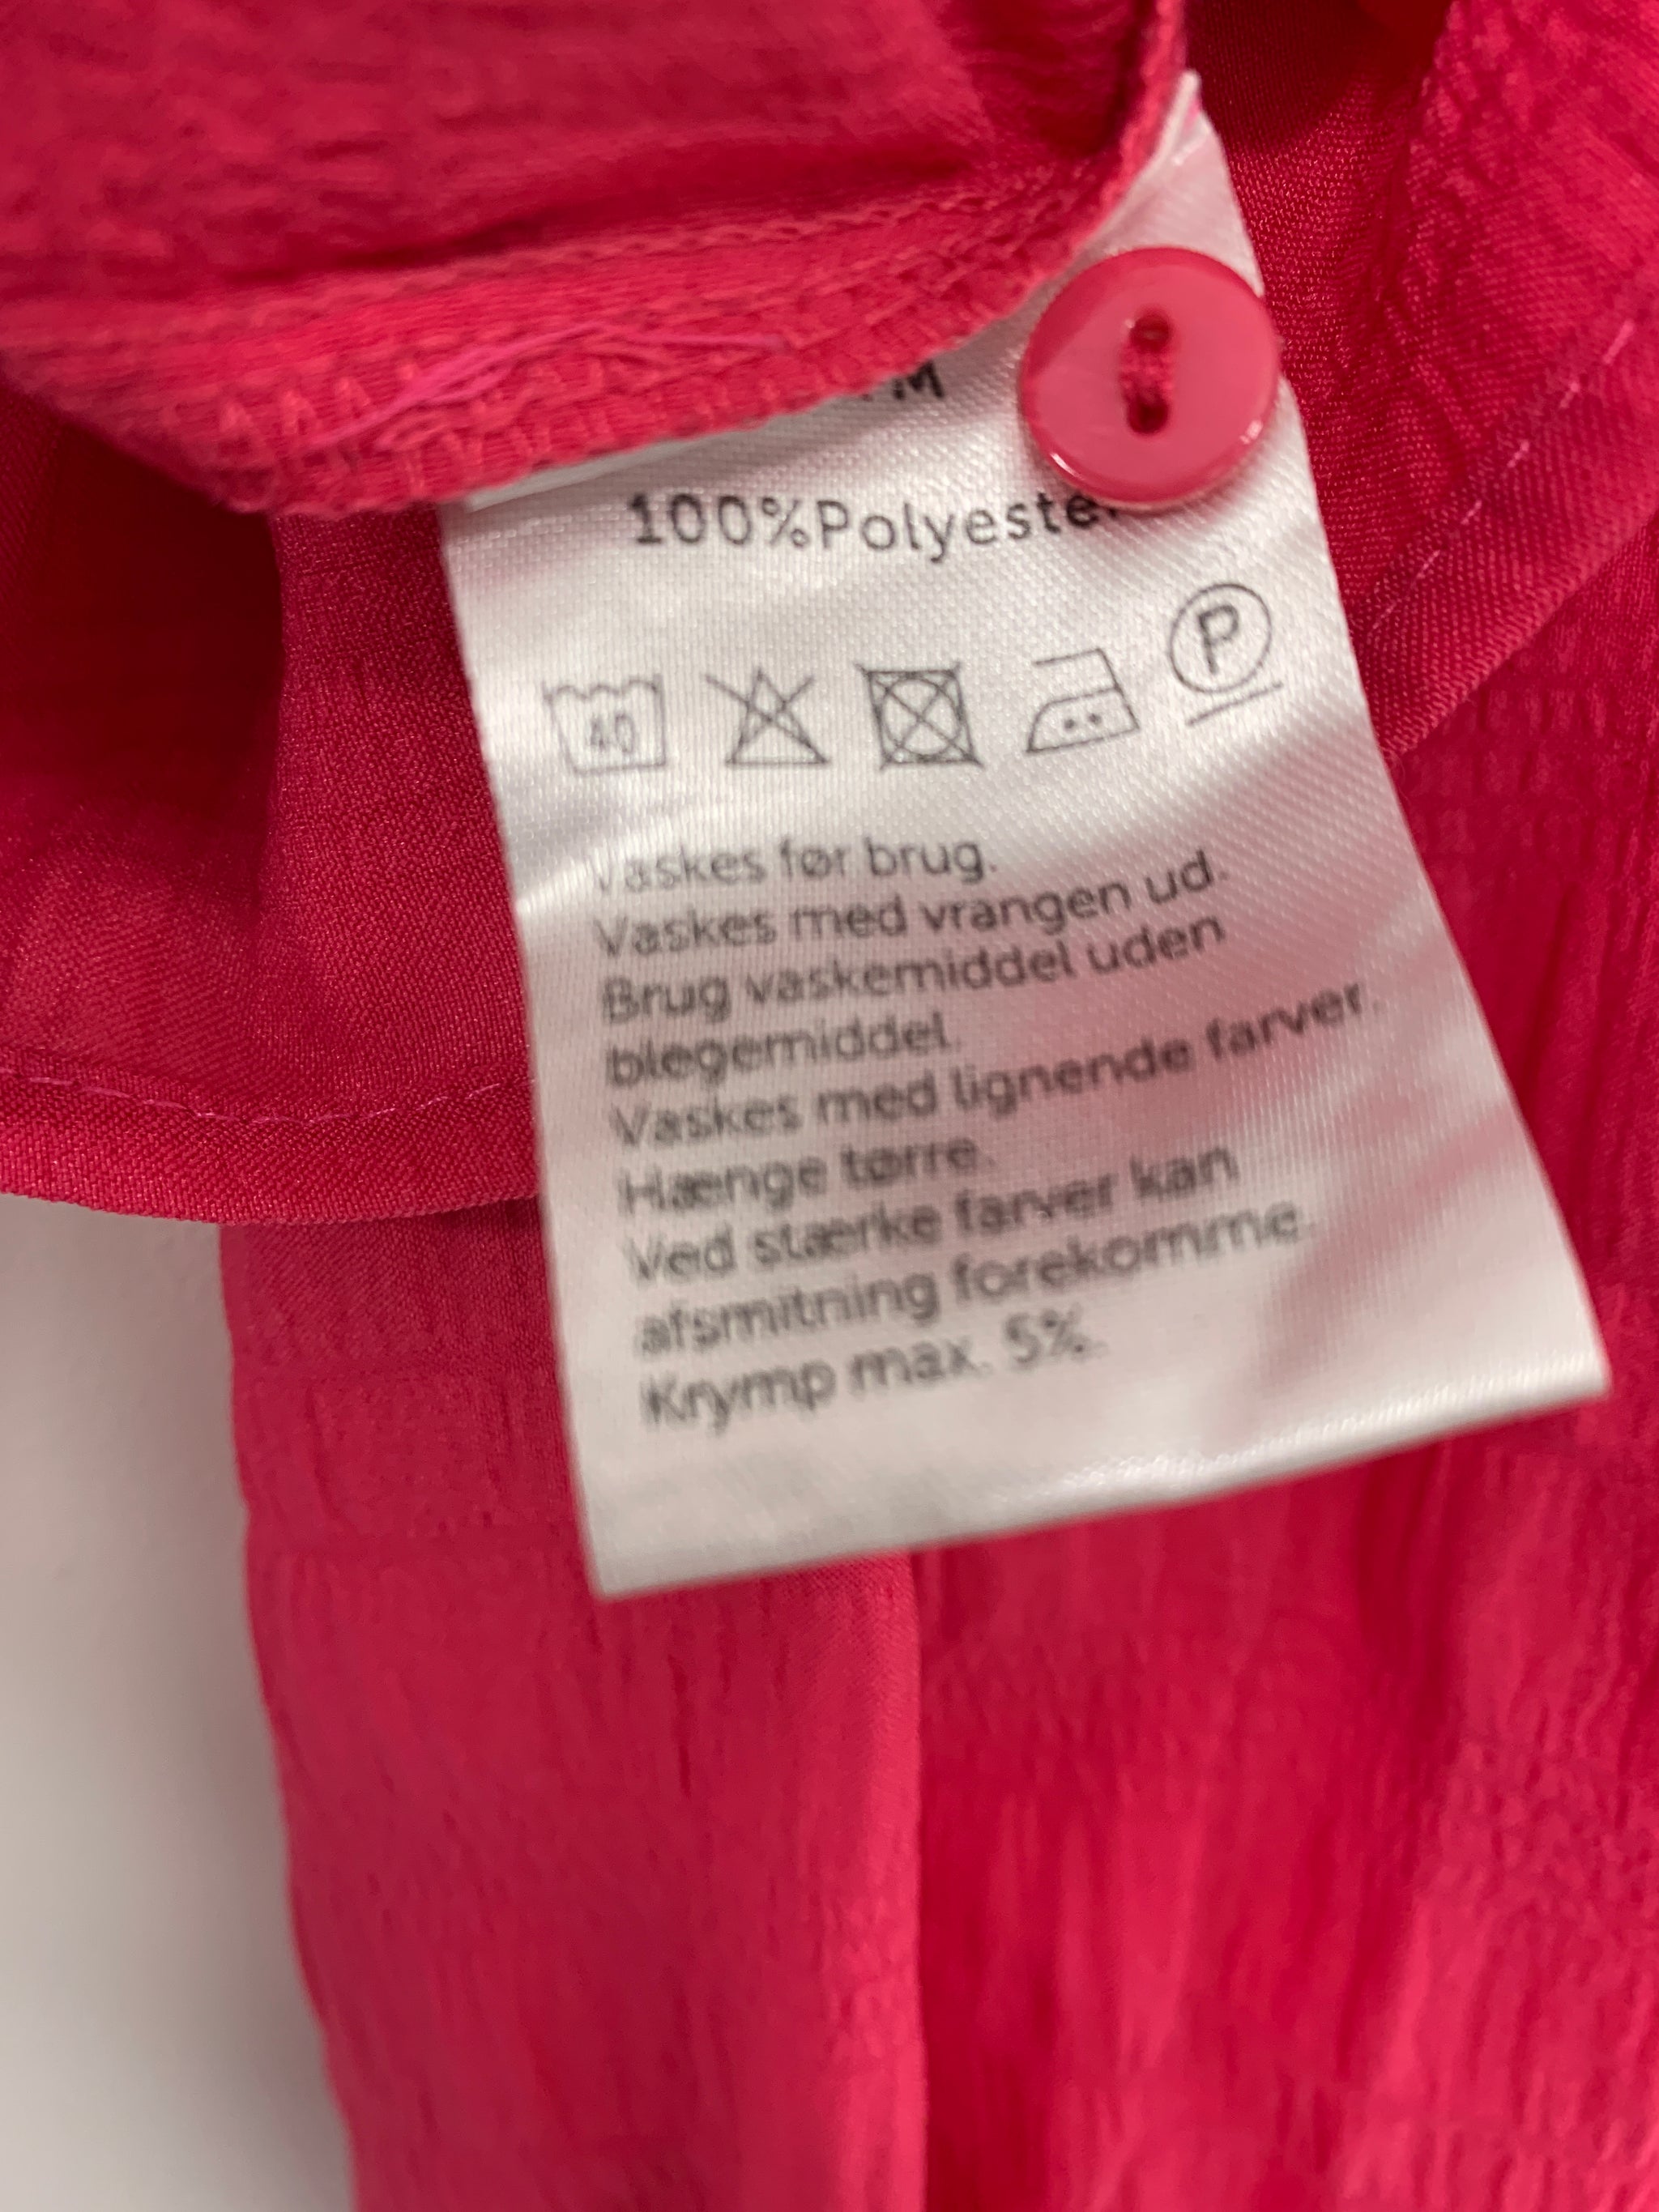 M
100%Polyester
40
P
Vaskes før brug.
Vaskes med vrangen ud.
Brug vaskemiddel uden
blegemiddel.
Vaskes med lignende farver.
Hænge tørre.
Ved stærke farver kan
afsmitning forekomme.
Krymp max. 5%.